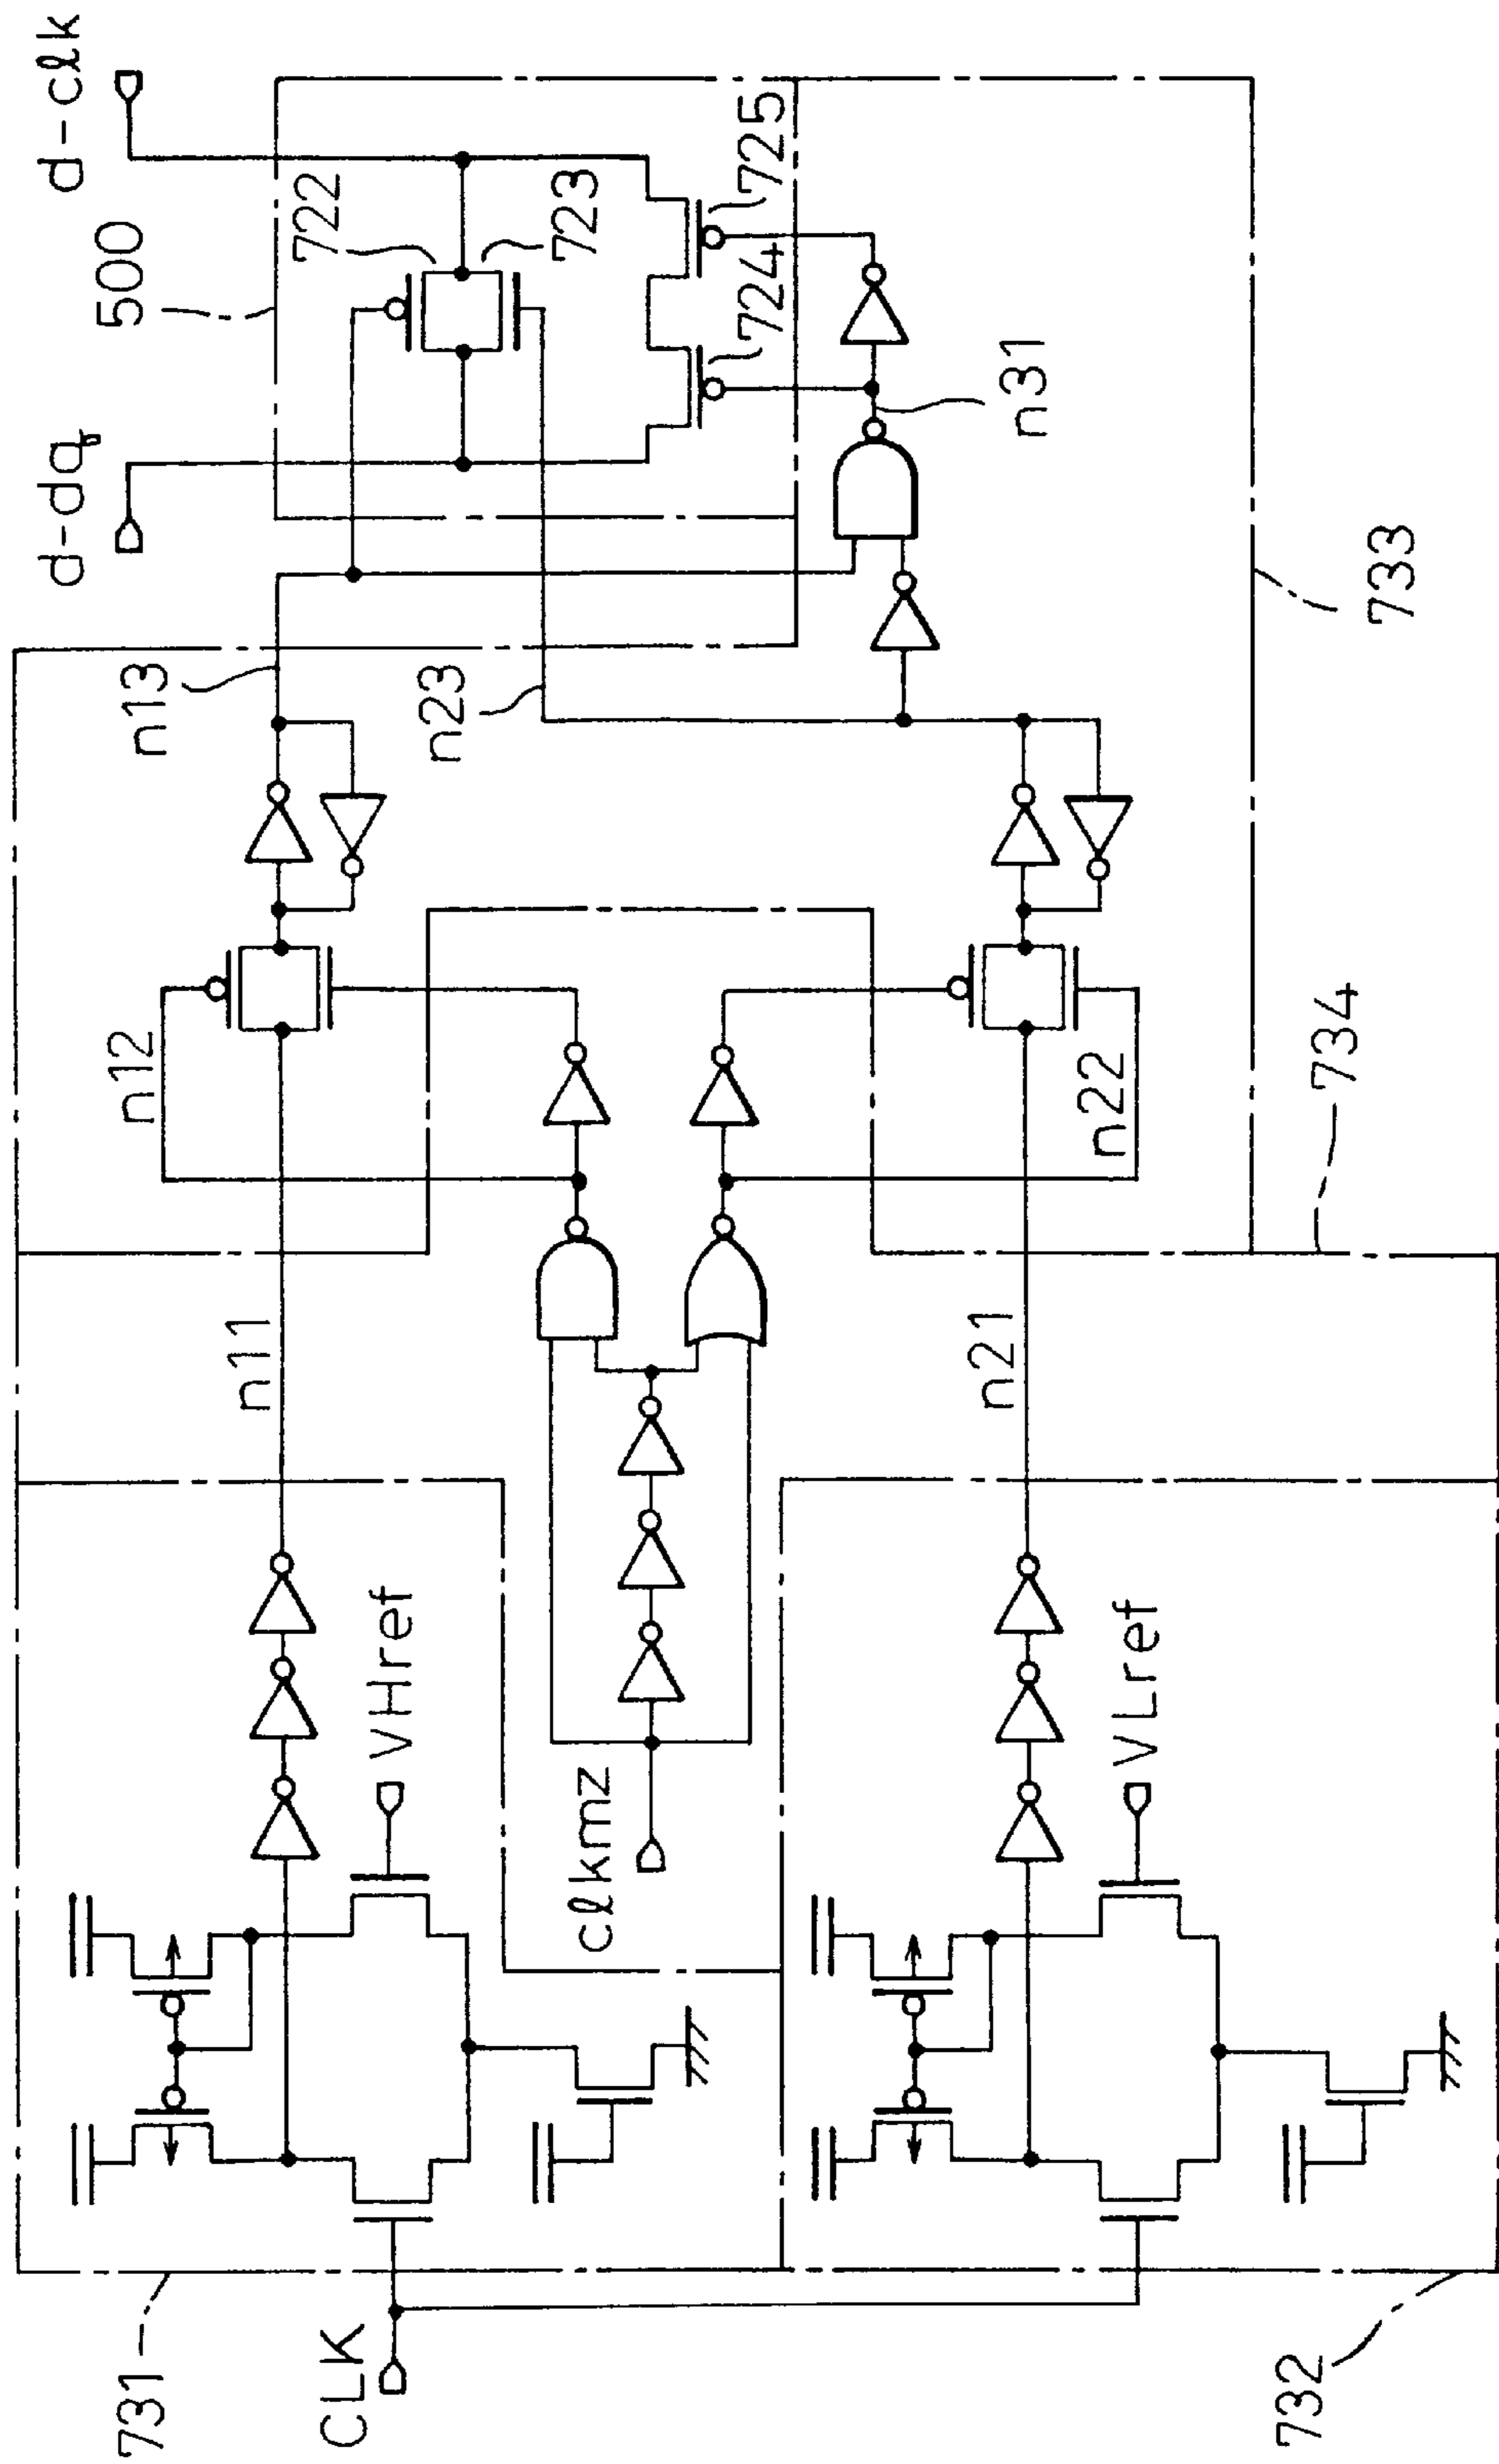 731
CLK
732
VHref
clkmz
VLref
n11
n21
n12
n22
734
n13
n23
733
n31
d-dq
500
d-clk
722
723
724
725